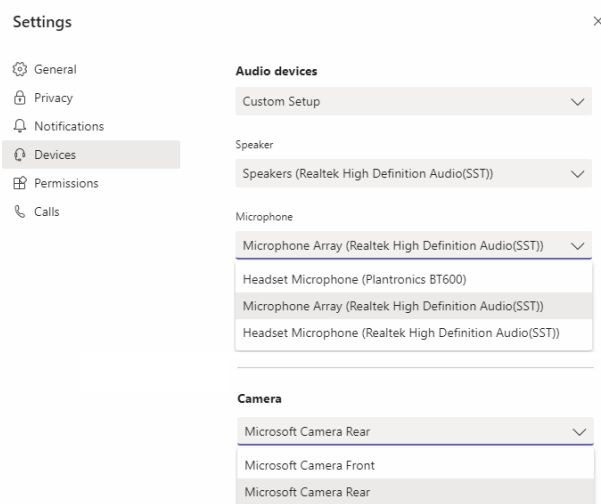 Settings
General
Privacy
Notifications
Devices
Permissions
Calls
Audio devices
Custom Setup
Speaker
Speakers (Realtek High Definition Audio(SST))
Microphone
Microphone Array (Realtek High Definition Audio(SST))
Headset Microphone (Plantronics BT600)
Microphone Array (Realtek High Definition Audio(SST))
Headset Microphone (Realtek High Definition Audio(SST))
Camera
Microsoft Camera Rear
Microsoft Camera Front
Microsoft Camera Rear